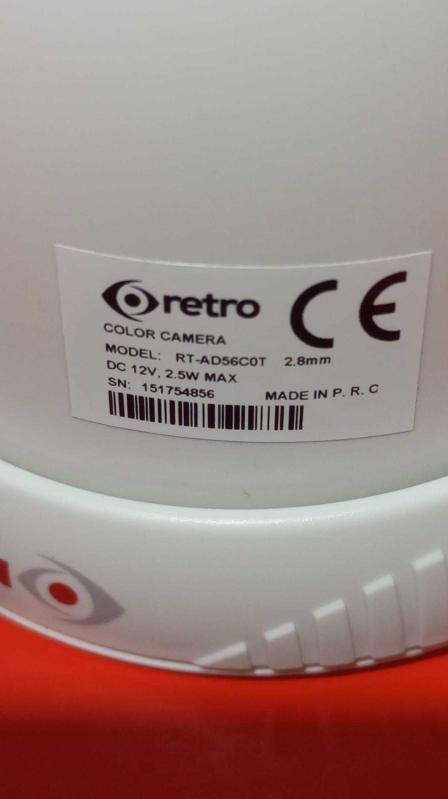 retro CE
COLOR CAMERA
MODEL: RT-AD56C0T 2.8mm
DC 12V, 2.5W MAX
SN: 151754856 MADE IN P. R. C